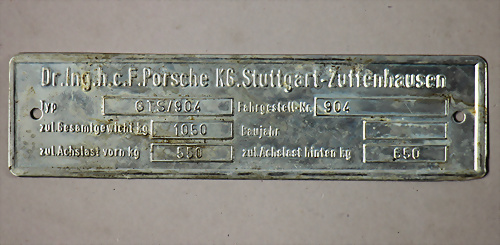 Dr.Ing.h.c.F.Porsche KG.Stuttgart-Zuffenhausen
Typ GTS/904 Fahrgestell-Nr. 904
zul Gesamtgewicht kg 1050 Baujahr
zul Achslast vorn kg 550 zul Achslast hinten kg 650